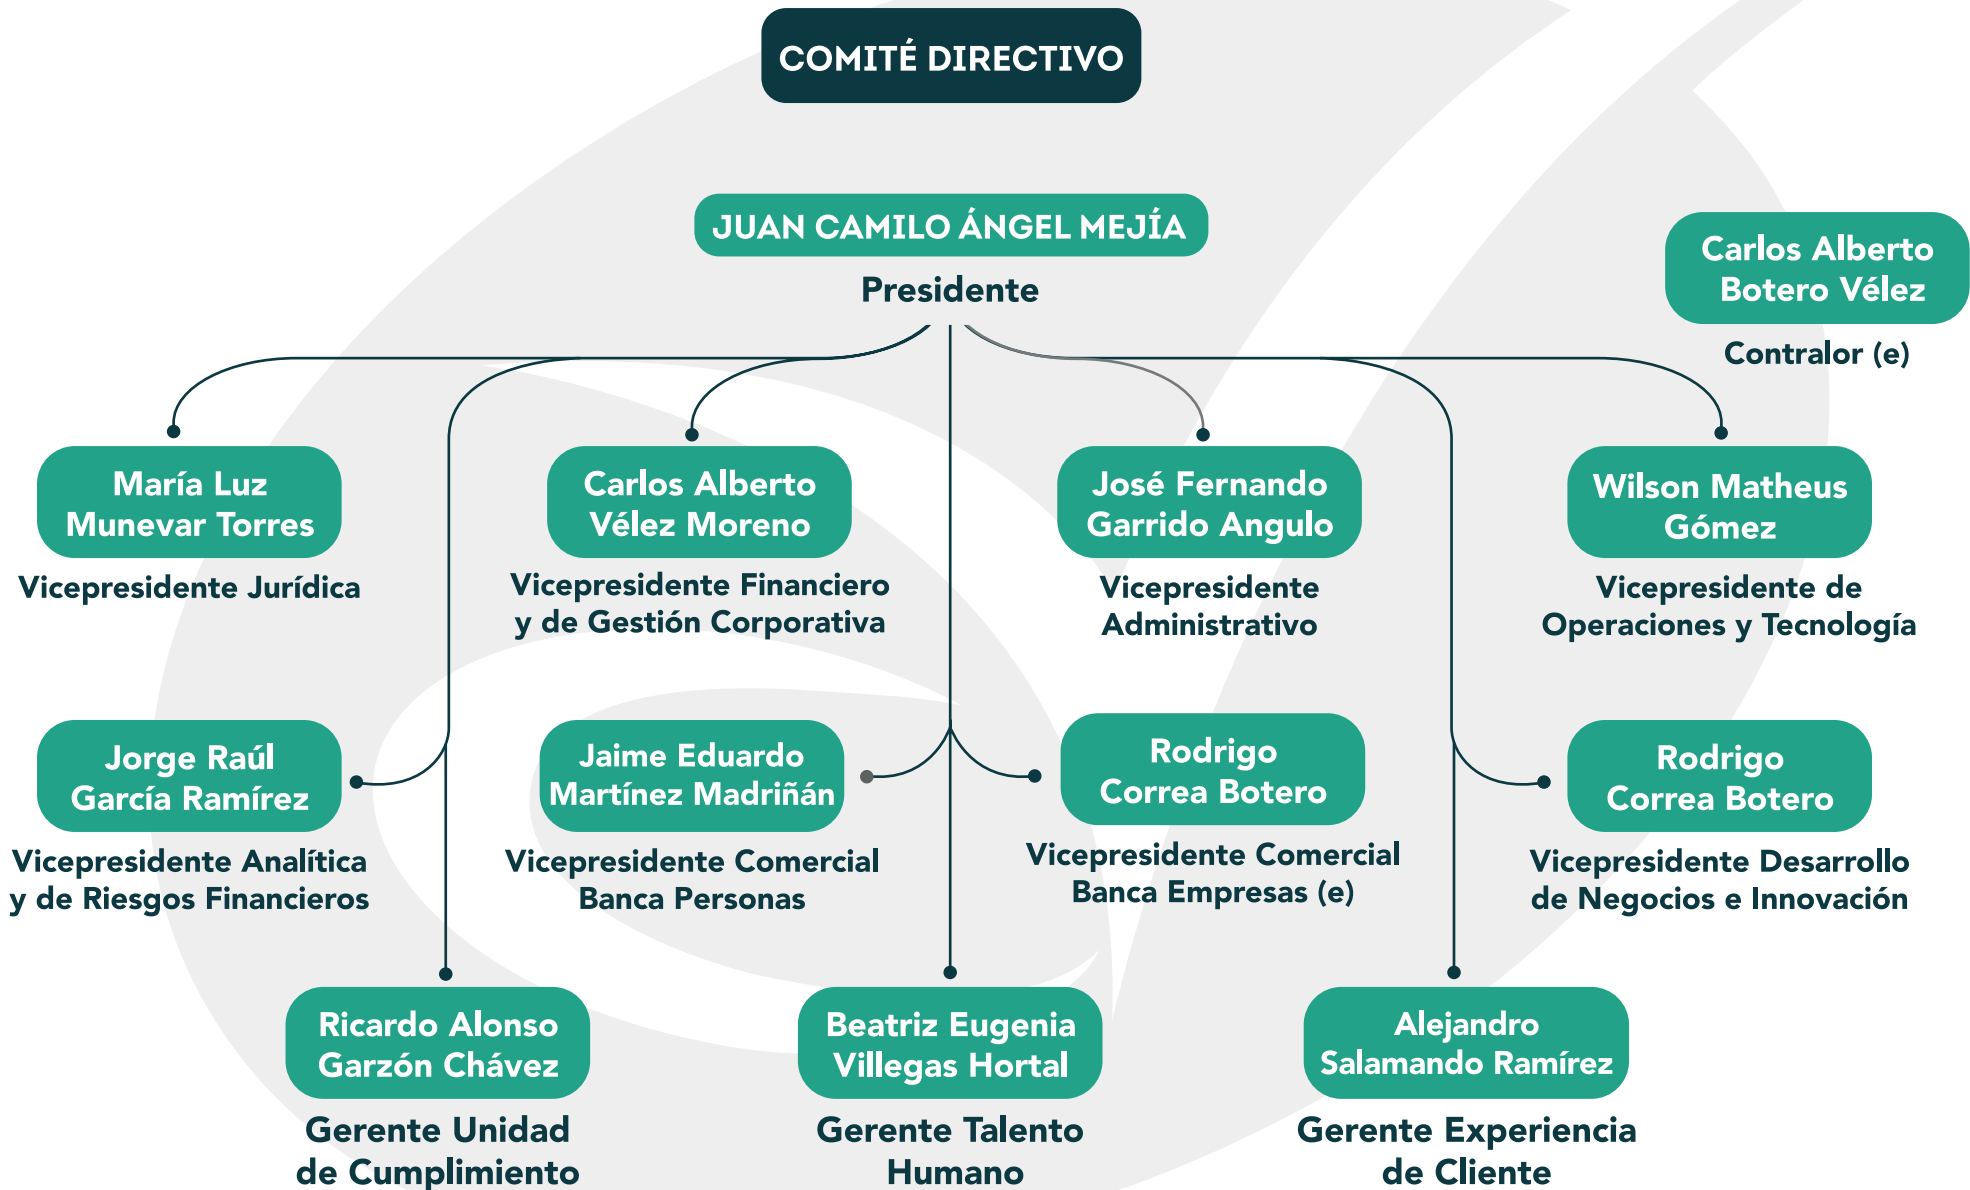 COMITÉ DIRECTIVO
JUAN CAMILO ÁNGEL MEJÍA
Presidente
Carlos Alberto
Botero Vélez
Contralor (e)
María Luz
Munevar Torres
Vicepresidente Jurídica
Carlos Alberto
Vélez Moreno
Vicepresidente Financiero
y de Gestión Corporativa
José Fernando
Garrido Angulo
Vicepresidente
Administrativo
Wilson Matheus
Gómez
Vicepresidente de
Operaciones y Tecnología
Jorge Raúl
García Ramírez
Vicepresidente Analítica
y de Riesgos Financieros
Jaime Eduardo
Martínez Madriñán
Vicepresidente Comercial
Banca Personas
Rodrigo
Correa Botero
Vicepresidente Comercial
Banca Empresas (e)
Rodrigo
Correa Botero
Vicepresidente Desarrollo
de Negocios e Innovación
Ricardo Alonso
Garzón Chávez
Gerente Unidad
de Cumplimiento
Beatriz Eugenia
Villegas Hortal
Gerente Talento
Humano
Alejandro
Salamando Ramírez
Gerente Experiencia
de Cliente